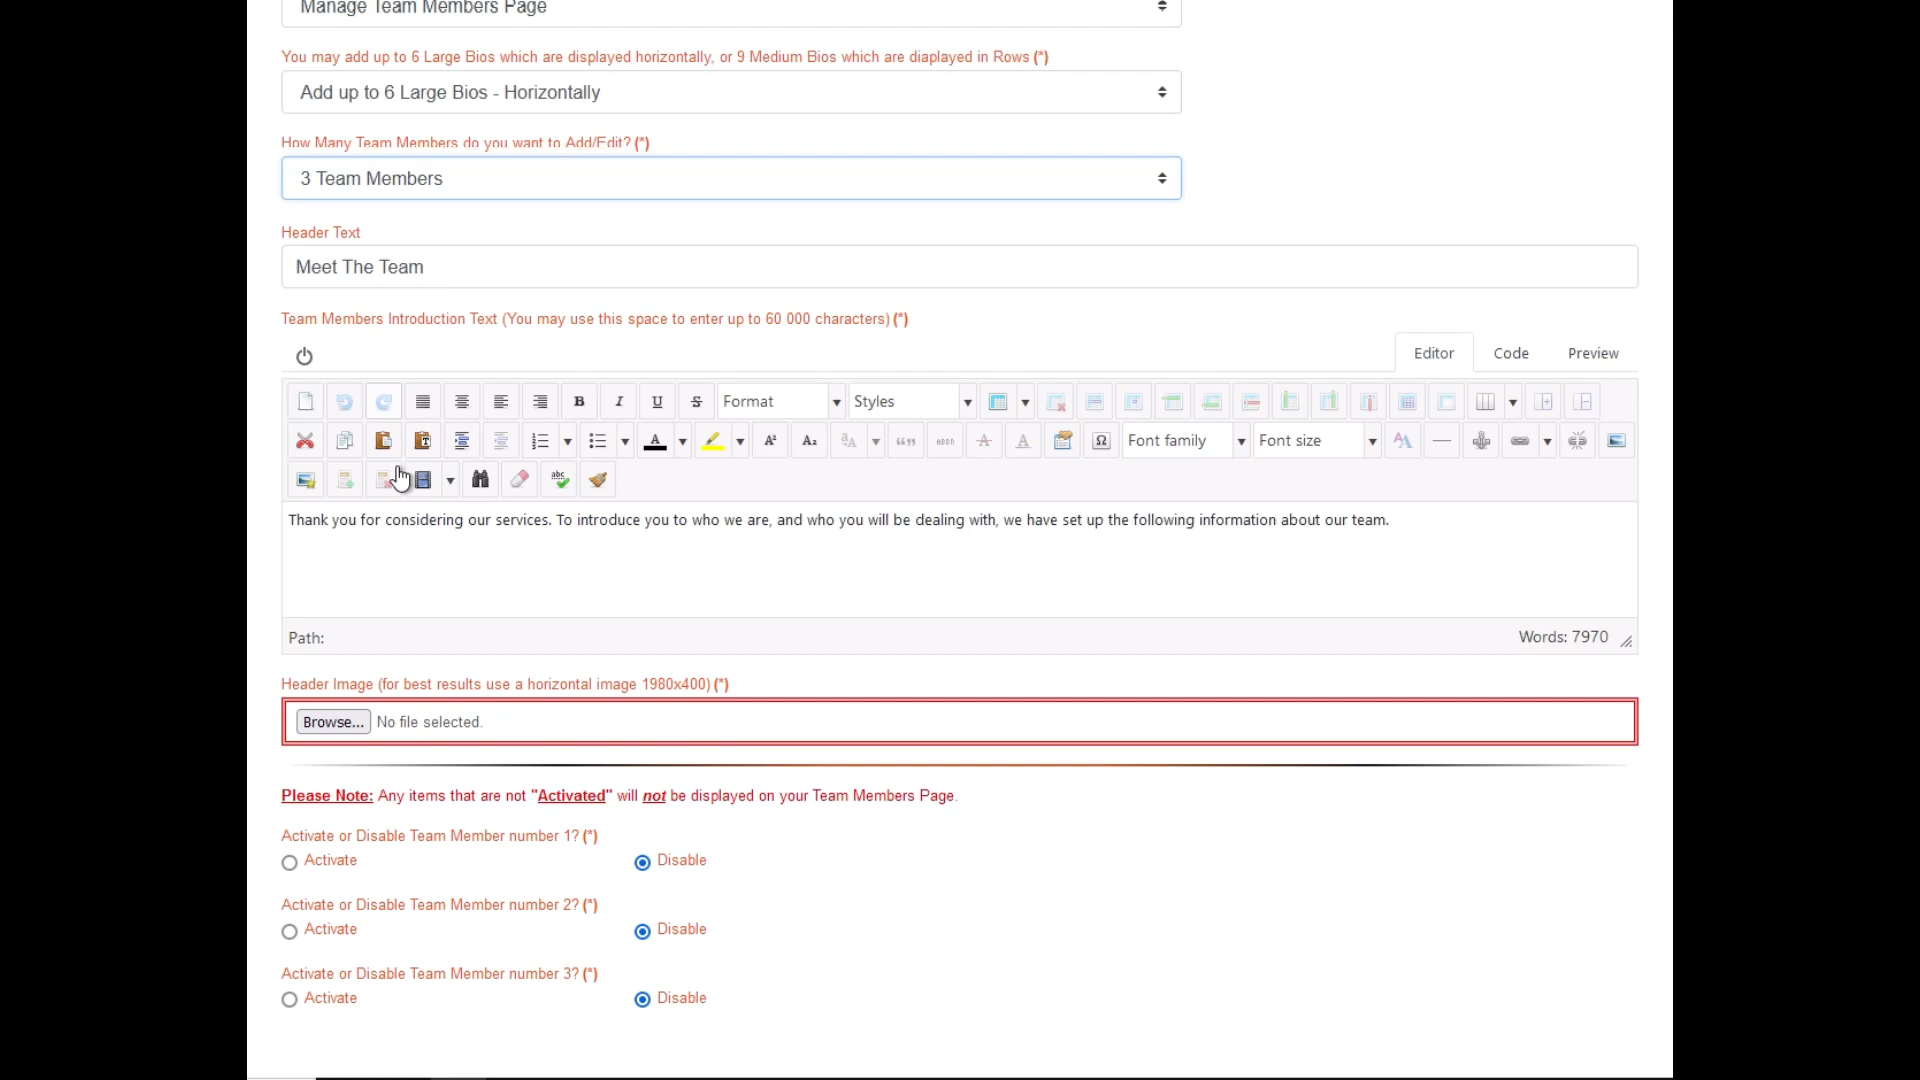 Manage Team Members Page
You may add up to 6 Large Bios which are displayed horizontally, or 9 Medium Bios which are diaplayed in Rows (*)
Add up to 6 Large Bios - Horizontally
How Many Team Members do you want to Add/Edit? (*)
3 Team Members
Header Text
Meet The Team
Team Members Introduction Text (You may use this space to enter up to 60 000 characters) (*)
Editor Code Preview
B I U S Format Styles
Font family Font size
Thank you for considering our services. To introduce you to who we are, and who you will be dealing with, we have set up the following information about our team.
Path: Words: 7970
Header Image (for best results use a horizontal image 1980x400) (*)
Browse... No file selected.
Please Note: Any items that are not "Activated" will not be displayed on your Team Members Page.
Activate or Disable Team Member number 1? (*)
Activate Disable
Activate or Disable Team Member number 2? (*)
Activate Disable
Activate or Disable Team Member number 3? (*)
Activate Disable